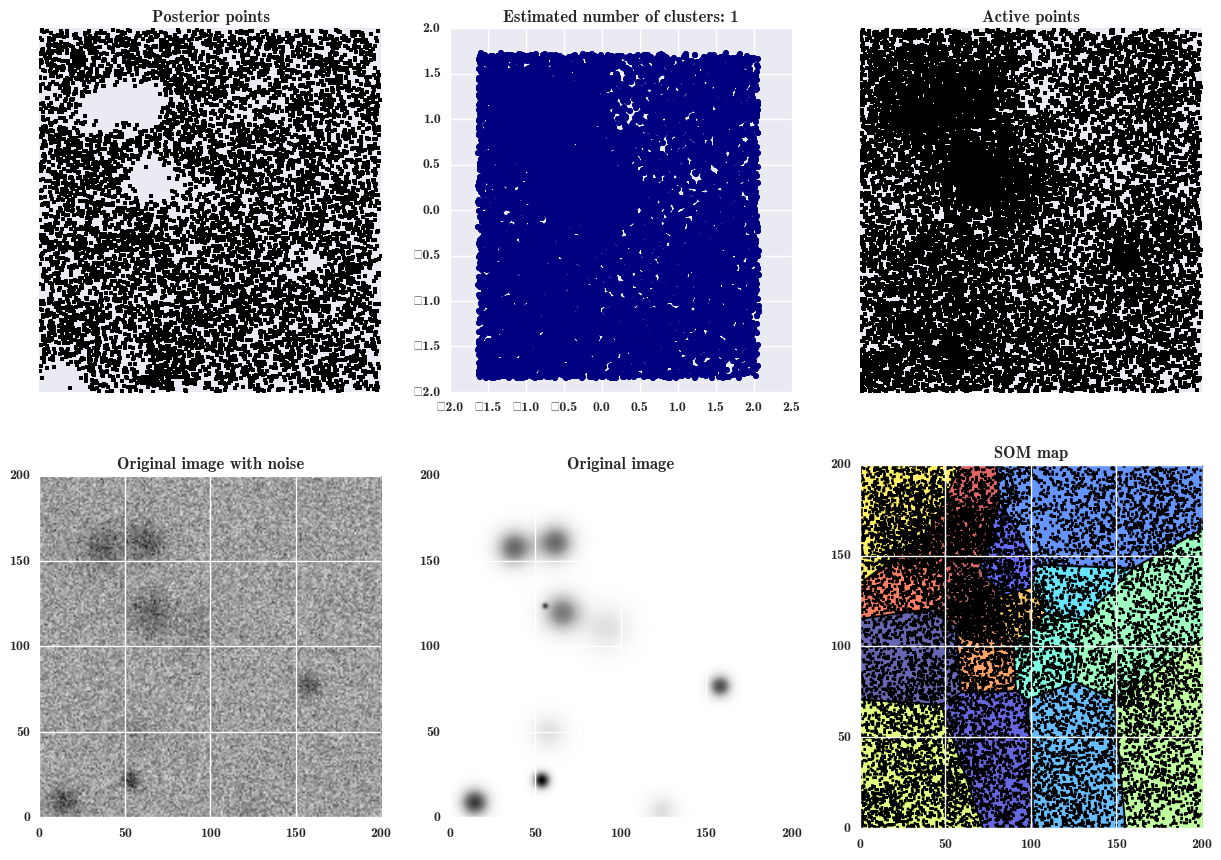 Posterior points
Estimated number of clusters: 1
Active points
2.0
1.5
1.0
0.5
0.0
□0.5
□1.0
□1.5
□2.0
□2.0 □1.5 □1.0 □0.5 0.0 0.5 1.0 1.5 2.0 2.5
Original image with noise
200
150
100
50
0
0 50 100 150 200
Original image
200
150
100
50
0
0 50 100 150 200
SOM map
200
150
100
50
0
0 50 100 150 200